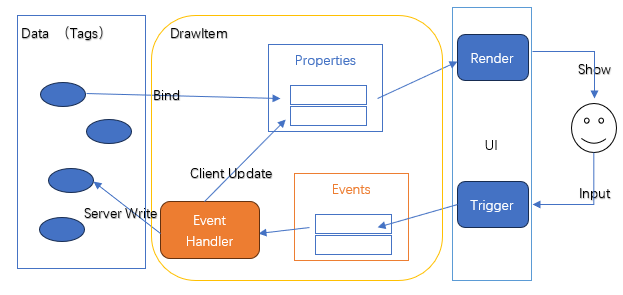 Data （Tags）
DrawItem
Properties
Render
Show
Bind
UI
Client Update
Events
Input
Server Write
Event
Handler
Trigger